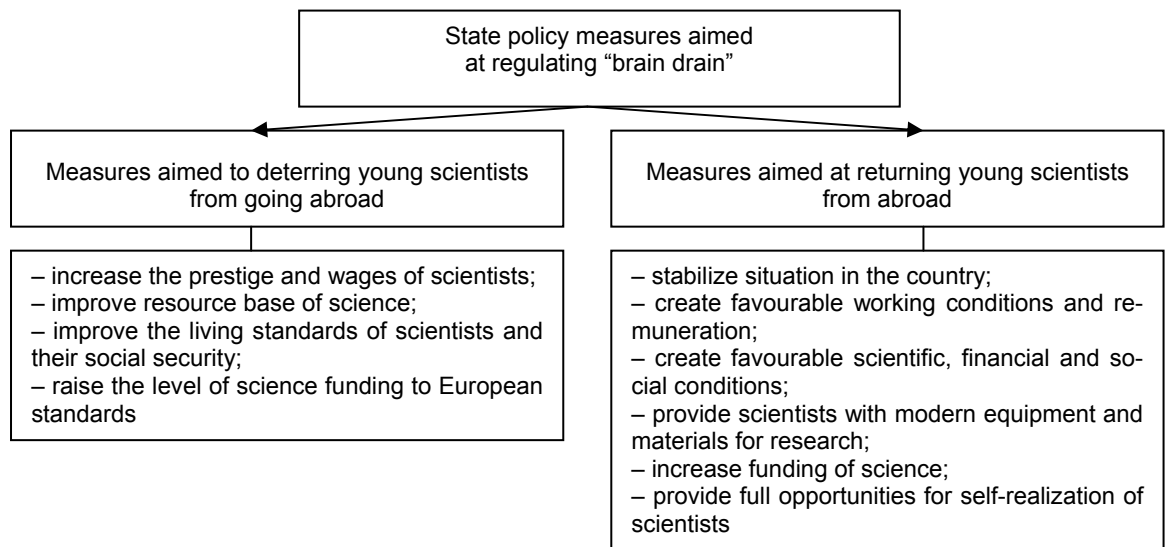 State policy measures aimed
at regulating “brain drain”
Measures aimed to deterring young scientists
from going abroad
– increase the prestige and wages of scientists;
– improve resource base of science;
– improve the living standards of scientists and
their social security;
– raise the level of science funding to European
standards
Measures aimed at returning young scientists
from abroad
– stabilize situation in the country;
– create favourable working conditions and re-
muneration;
– create favourable scientific, financial and so-
cial conditions;
– provide scientists with modern equipment and
materials for research;
– increase funding of science;
– provide full opportunities for self-realization of
scientists